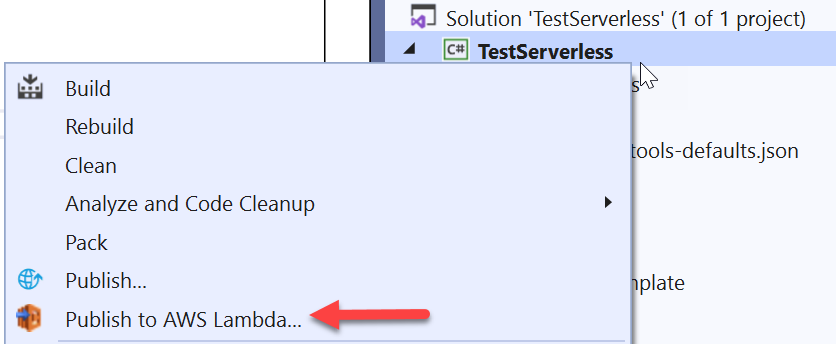 Solution 'TestServerless' (1 of 1 project)
C# TestServerless
Build
Rebuild
Clean
tools-defaults.json
Analyze and Code Cleanup
Pack
Publish...
Publish to AWS Lambda...